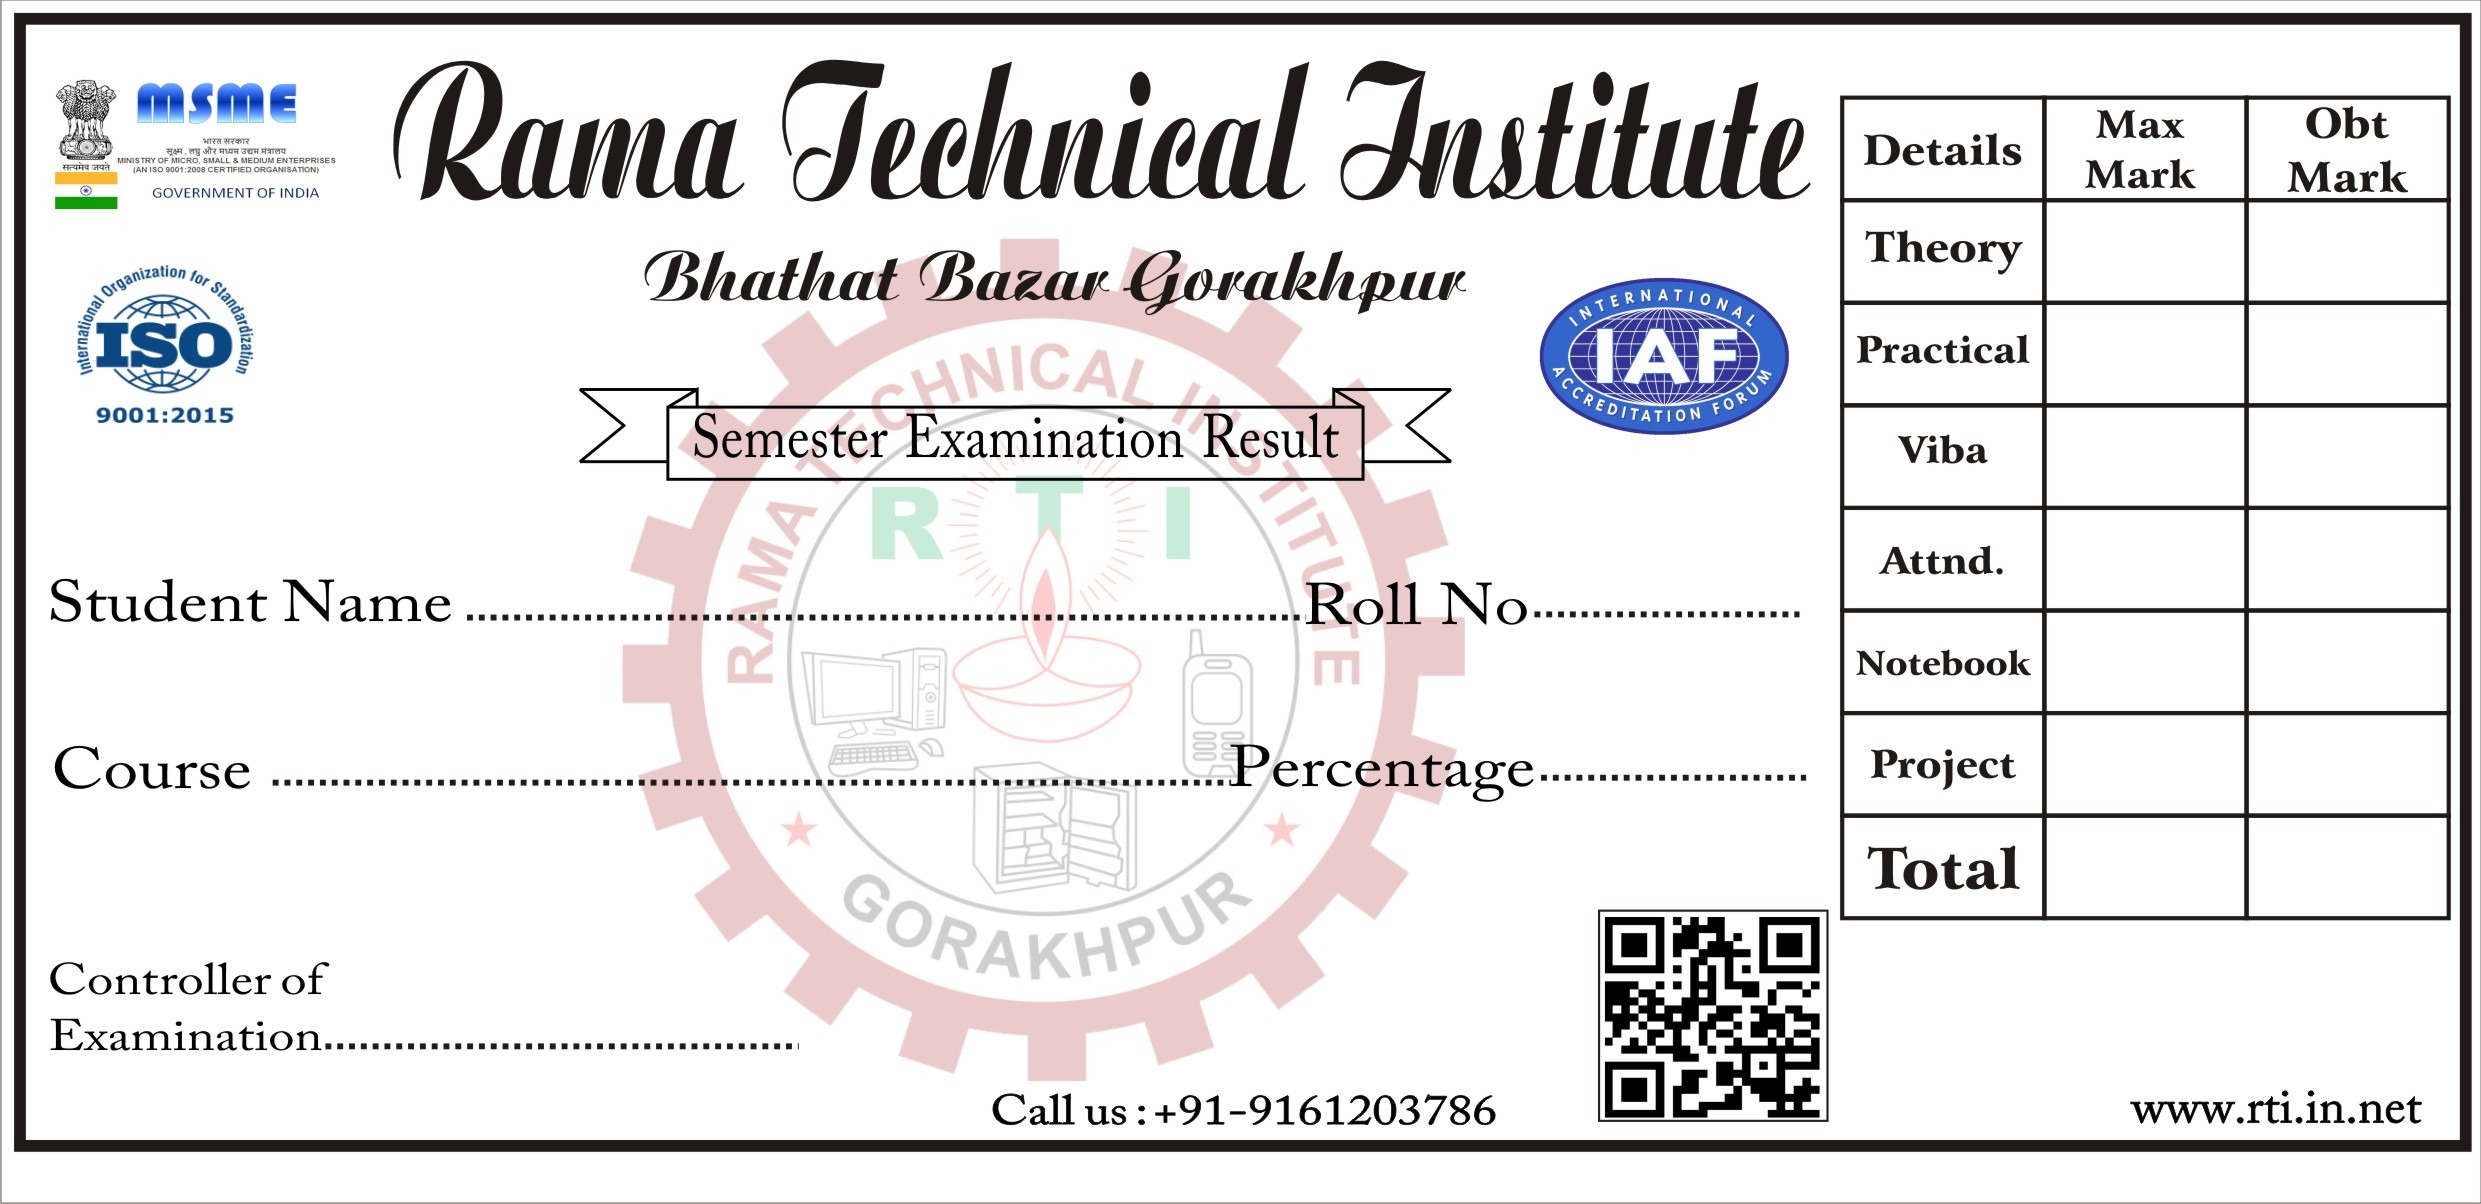 Rama Technical Institute
MSME
भारत सरकार
सूक्ष्म, लघु और मध्यम उद्यम मंत्रालय
MINISTRY OF MICRO, SMALL & MEDIUM ENTERPRISES
(AN ISO 9001:2008 CERTIFIED ORGANISATION)
सत्यमेव जयते
GOVERNMENT OF INDIA
Bhathat Bazar Gorakhpur
International Organization for Standardization
ISO
9001:2015
INTERNATIONAL
IAF
ACCREDITATION FORUM
Semester Examination Result
RAMA TECHNICAL INSTITUTE
R T I
GORAKHPUR
Student Name ........................ Roll No............
Course ........................ Percentage............
Controller of
Examination........................
Call us : +91-9161203786
Details Max Mark Obt Mark
Theory
Practical
Viba
Attnd.
Notebook
Project
Total
www.rti.in.net